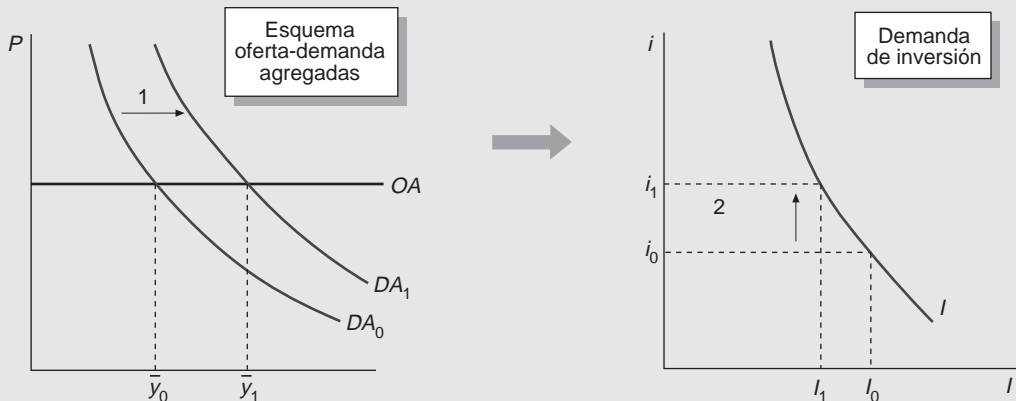 Esquema
oferta-demanda
agregadas
P
1
OA
DA1
DA0
ȳ0
ȳ1
Demanda
de inversión
i
i1
2
i0
I
I1
I0
I